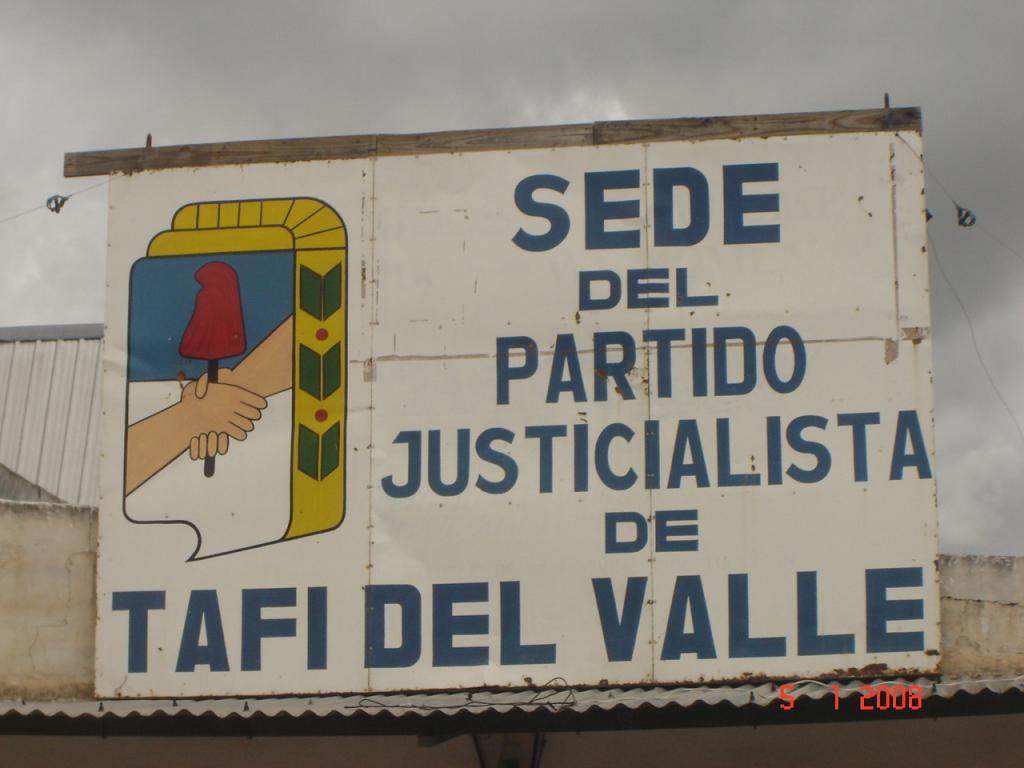 SEDE
DEL
PARTIDO
JUSTICIALISTA
DE
TAFI DEL VALLE
5 1 2008